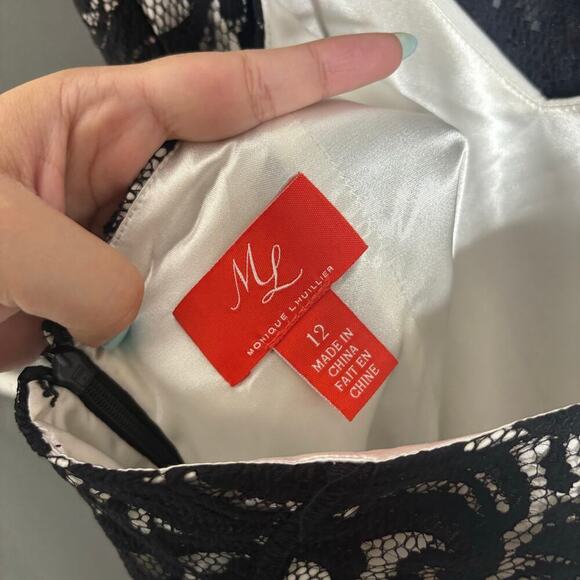 ML
MONIQUE LHUILLIER
12
MADE IN
CHINA
FAIT EN
CHINE